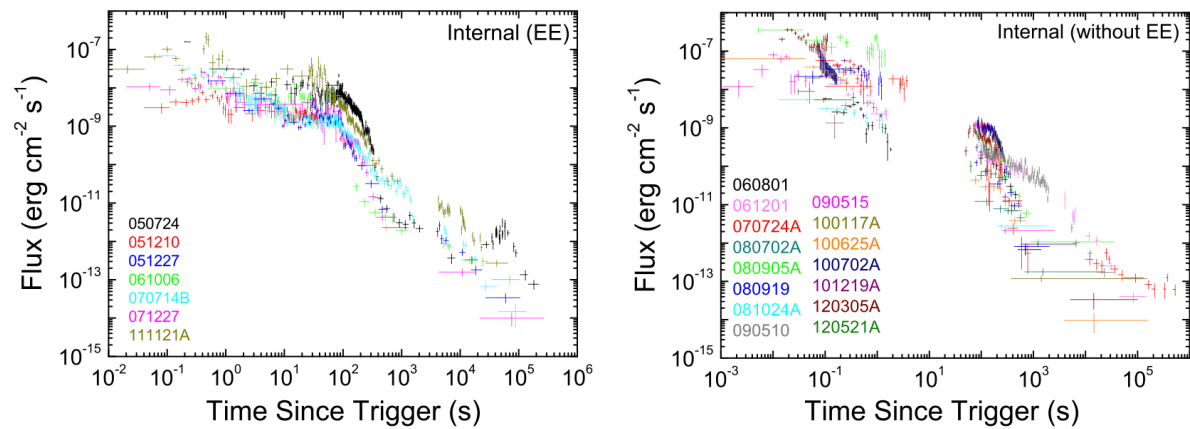 Internal (EE)
Flux (erg cm⁻² s⁻¹)
10⁻⁷
10⁻⁹
10⁻¹¹
10⁻¹³
10⁻¹⁵
050724
051210
051227
061006
070714B
071227
111121A
10⁻² 10⁻¹ 10⁰ 10¹ 10² 10³ 10⁴ 10⁵ 10⁶
Time Since Trigger (s)
Internal (without EE)
Flux (erg cm⁻² s⁻¹)
10⁻⁷
10⁻⁹
10⁻¹¹
10⁻¹³
10⁻¹⁵
060801
061201
070724A
080702A
080905A
080919
081024A
090510
090515
100117A
100625A
100702A
101219A
120305A
120521A
10⁻³ 10⁻¹ 10¹ 10³ 10⁵
Time Since Trigger (s)